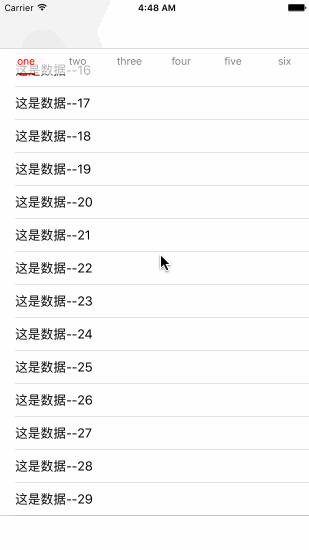 Carrier 4:48 AM
one two three four five six
这是数据--16
这是数据--17
这是数据--18
这是数据--19
这是数据--20
这是数据--21
这是数据--22
这是数据--23
这是数据--24
这是数据--25
这是数据--26
这是数据--27
这是数据--28
这是数据--29